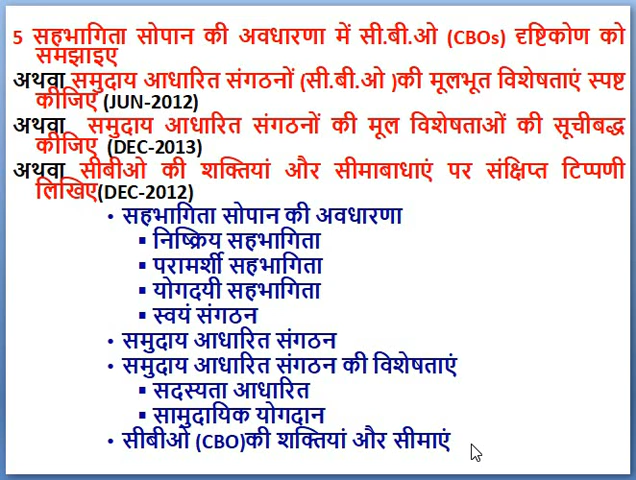 5 सहभागिता सोपान की अवधारणा में सी.बी.ओ (CBOs) दृष्टिकोण को
समझाइए
अथवा समुदाय आधारित संगठनों (सी.बी.ओ )की मूलभूत विशेषताएं स्पष्ट
कीजिए (JUN-2012)
अथवा समुदाय आधारित संगठनों की मूल विशेषताओं की सूचीबद्ध
कीजिए (DEC-2013)
अथवा सीबीओ की शक्तियां और सीमाबाधाएं पर संक्षिप्त टिप्पणी
लिखिए(DEC-2012)
• सहभागिता सोपान की अवधारणा
▪ निष्क्रिय सहभागिता
▪ परामर्शी सहभागिता
▪ योगदयी सहभागिता
▪ स्वयं संगठन
• समुदाय आधारित संगठन
• समुदाय आधारित संगठन की विशेषताएं
▪ सदस्यता आधारित
▪ सामुदायिक योगदान
• सीबीओ (CBO)की शक्तियां और सीमाएं